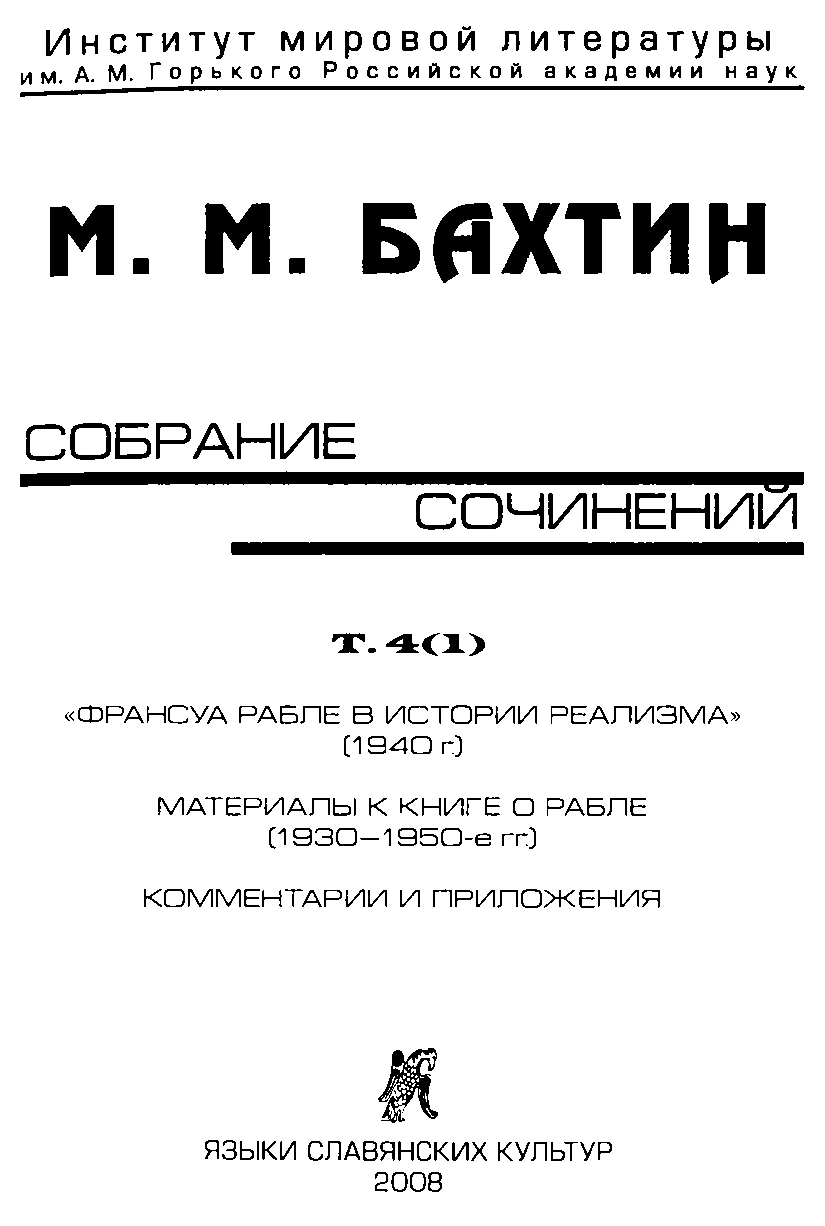 Институт мировой литературы
им. А. М. Горького Российской академии наук
М. М. БАХТИН
СОБРАНИЕ
СОЧИНЕНИЙ
Т. 4(1)
«ФРАНСУА РАБЛЕ В ИСТОРИИ РЕАЛИЗМА»
(1940 г.)
МАТЕРИАЛЫ К КНИГЕ О РАБЛЕ
(1930–1950-е гг.)
КОММЕНТАРИИ И ПРИЛОЖЕНИЯ
ЯЗЫКИ СЛАВЯНСКИХ КУЛЬТУР
2008